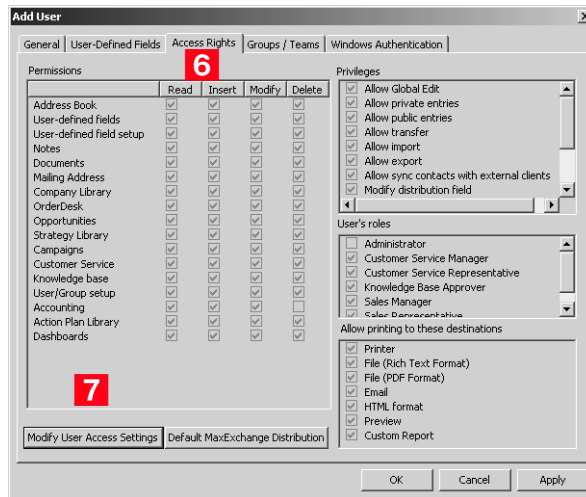 Add User
General User-Defined Fields Access Rights Groups / Teams Windows Authentication
6
Permissions
Read Insert Modify Delete
Address Book
User-defined fields
User-defined field setup
Notes
Documents
Mailing Address
Company Library
OrderDesk
Opportunities
Strategy Library
Campaigns
Customer Service
Knowledge base
User/Group setup
Accounting
Action Plan Library
Dashboards
7
Modify User Access Settings Default MaxExchange Distribution
Privileges
Allow Global Edit
Allow private entries
Allow public entries
Allow transfer
Allow import
Allow export
Allow sync contacts with external clients
Modify distribution field
User's roles
Administrator
Customer Service Manager
Customer Service Representative
Knowledge Base Approver
Sales Manager
Sales Representative
Allow printing to these destinations
Printer
File (Rich Text Format)
File (PDF Format)
Email
HTML format
Preview
Custom Report
OK Cancel Apply